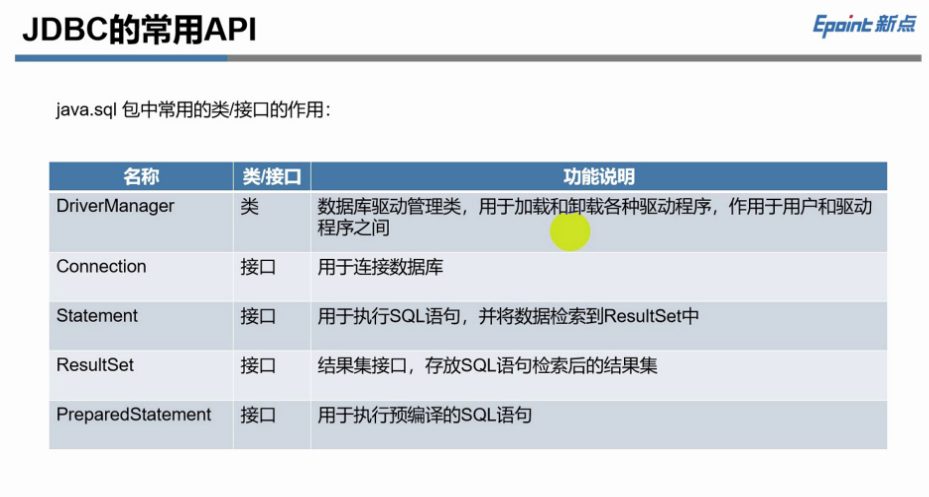 JDBC的常用API
Epoint 新点
java.sql 包中常用的类/接口的作用：
名称 类/接口 功能说明
DriverManager 类 数据库驱动管理类，用于加载和卸载各种驱动程序，作用于用户和驱动
程序之间
Connection 接口 用于连接数据库
Statement 接口 用于执行SQL语句，并将数据检索到ResultSet中
ResultSet 接口 结果集接口，存放SQL语句检索后的结果集
PreparedStatement 接口 用于执行预编译的SQL语句